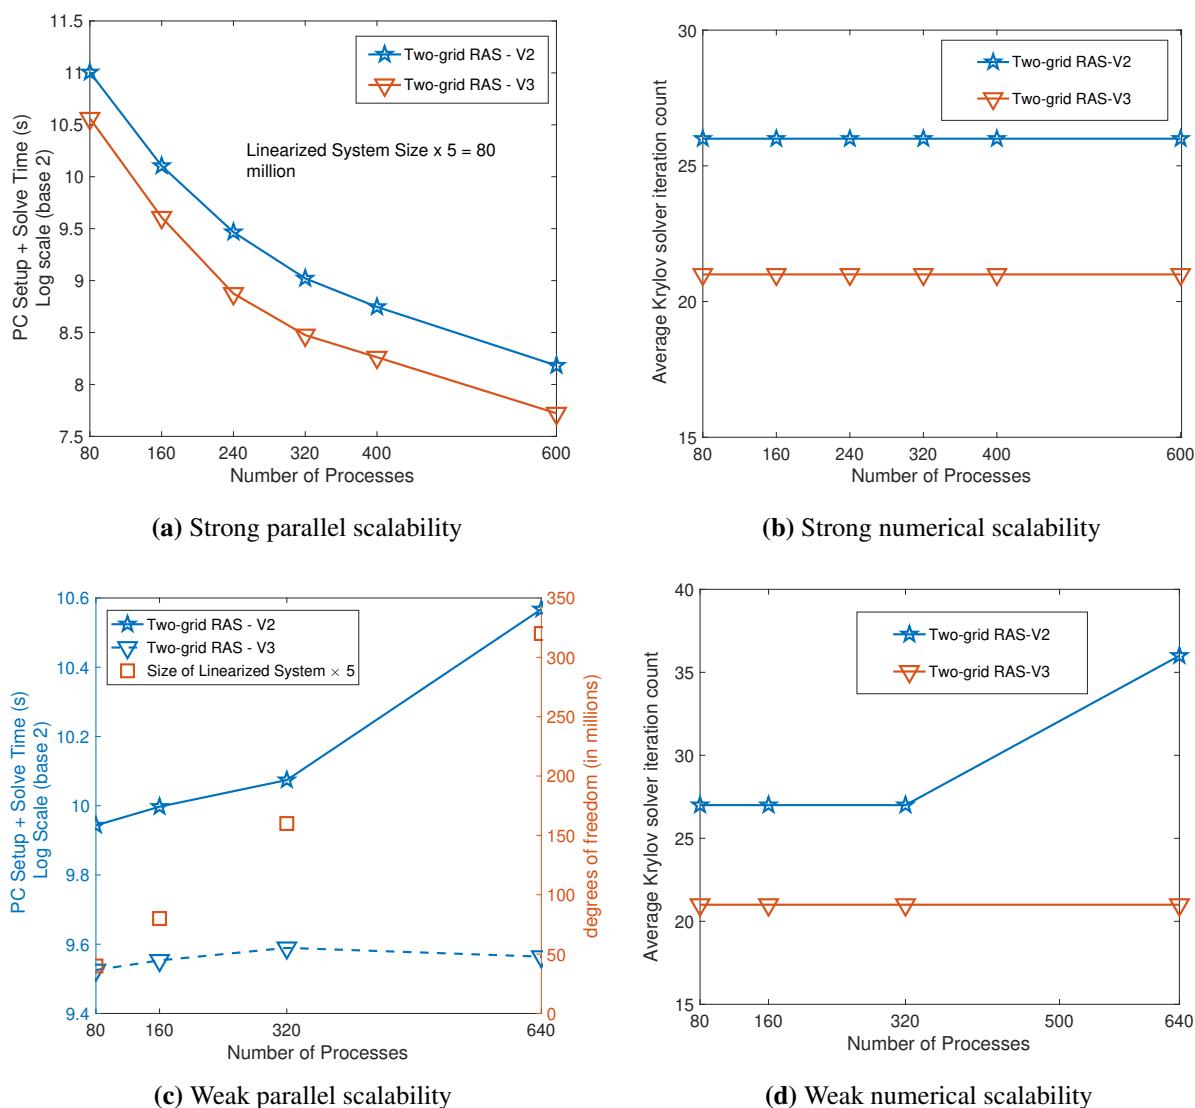 11.5
11
10.5
10
9.5
9
8.5
8
7.5
PC Setup + Solve Time (s)
Log scale (base 2)
Two-grid RAS - V2
Two-grid RAS - V3
Linearized System Size x 5 = 80
million
80
160
240
320
400
600
Number of Processes
(a) Strong parallel scalability
30
25
20
15
Average Krylov solver iteration count
Two-grid RAS-V2
Two-grid RAS-V3
80
160
240
320
400
600
Number of Processes
(b) Strong numerical scalability
10.6
10.4
10.2
10
9.8
9.6
9.4
PC Setup + Solve Time (s)
Log Scale (base 2)
Two-grid RAS - V2
Two-grid RAS - V3
Size of Linearized System × 5
350
300
250
200
150
100
50
0
degrees of freedom (in millions)
80
160
320
640
Number of Processes
(c) Weak parallel scalability
40
35
30
25
20
15
Average Krylov solver iteration count
Two-grid RAS-V2
Two-grid RAS-V3
80
160
320
500
640
Number of Processes
(d) Weak numerical scalability